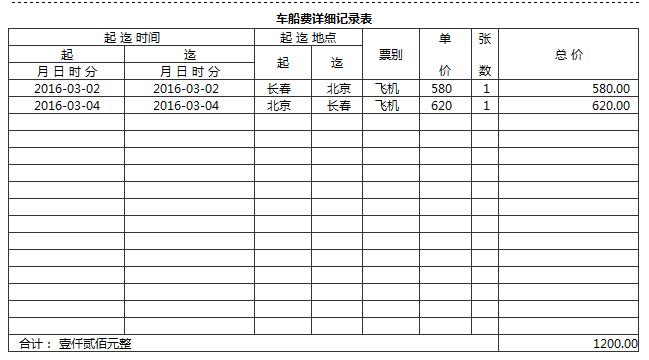 车船费详细记录表
起 迄 时间 起 迄 地点 票别 单价 张数 总 价
起 迄 起 迄
月 日 时 分 月 日 时 分
2016-03-02 2016-03-02 长春 北京 飞机 580 1 580.00
2016-03-04 2016-03-04 北京 长春 飞机 620 1 620.00
合计： 壹仟贰佰元整 1200.00